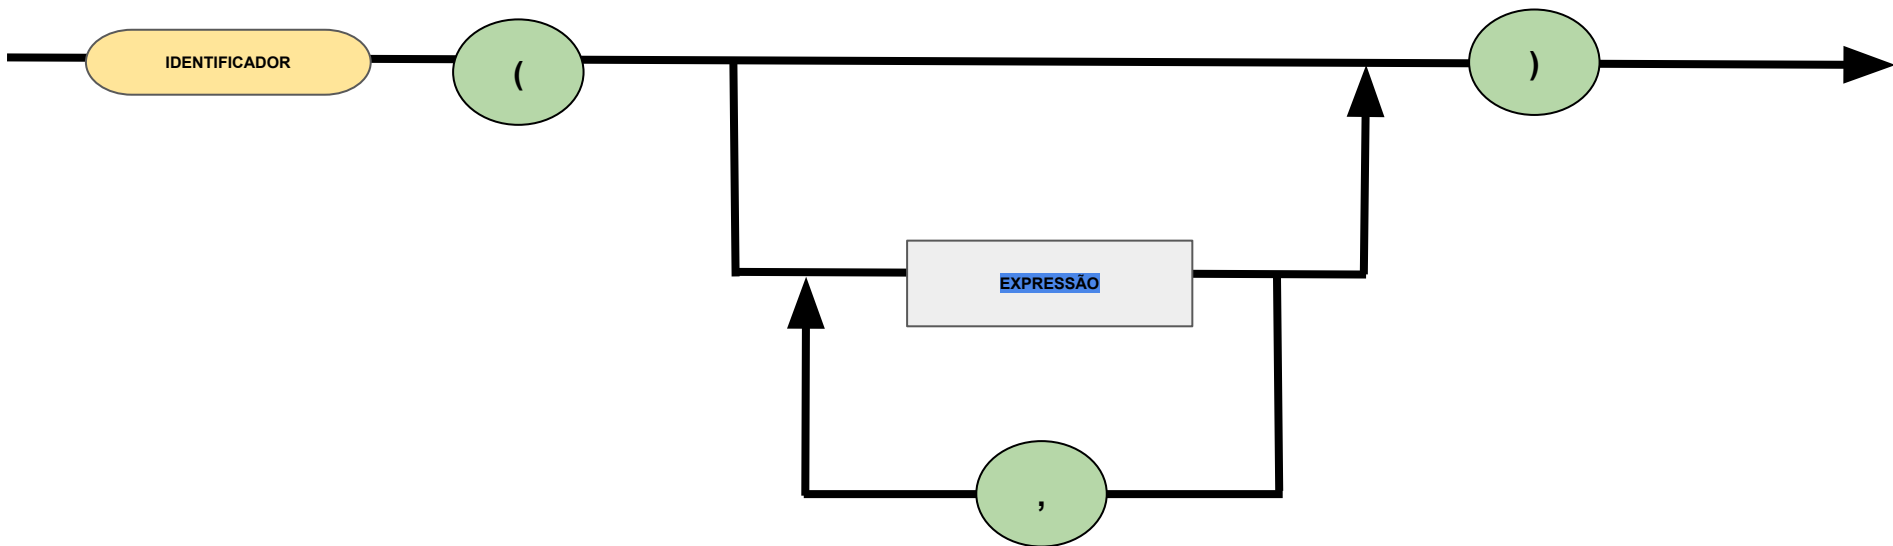 IDENTIFICADOR
(
)
EXPRESSÃO
,